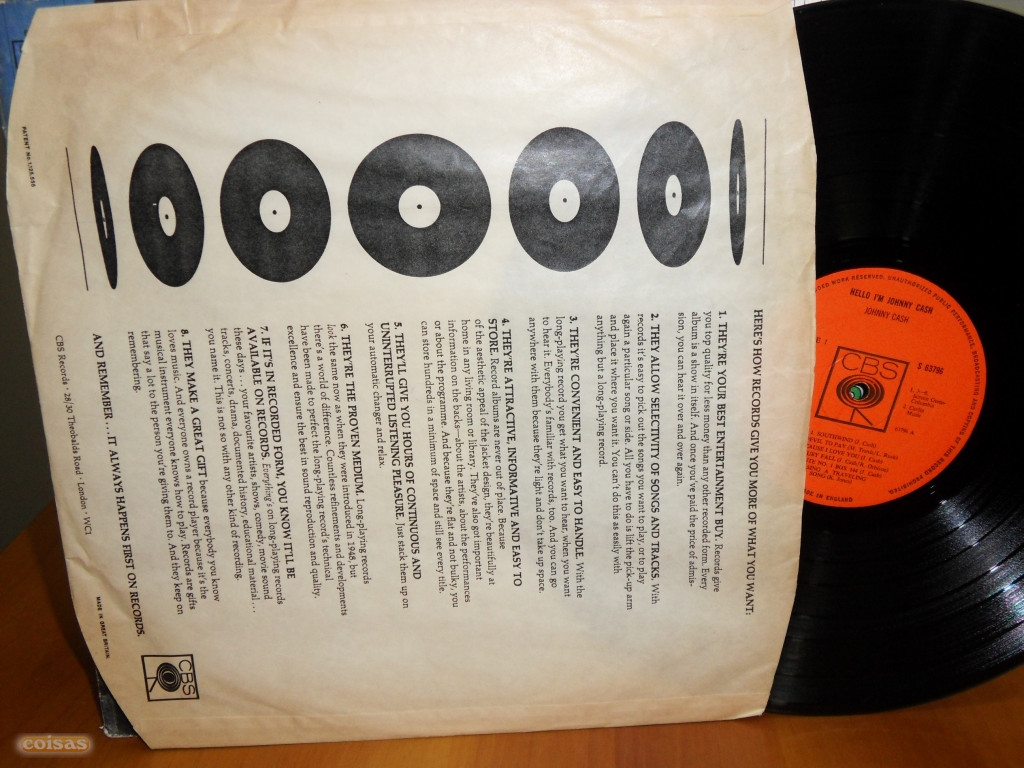 HERE'S HOW RECORDS GIVE YOU MORE OF WHAT YOU WANT:
1. THEY'RE YOUR BEST ENTERTAINMENT BUY. Records give
you top quality for less money than any other recorded form. Every
album is a show in itself. And once you've paid the price of admis-
sion, you can hear it over and over again.
2. THEY ALLOW SELECTIVITY OF SONGS AND TRACKS. With
records it's easy to pick out the songs you want to play, or to play
again a particular song or side. All you have to do is lift the pick-up arm
and place it where you want it. You can't do this as easily with
anything but a long-playing record.
3. THEY'RE CONVENIENT AND EASY TO HANDLE. With the
long-playing record you get what you want to hear, when you want
to hear it. Everybody's familiar with records, too. And you can go
anywhere with them because they're light and don't take up space.
4. THEY'RE ATTRACTIVE, INFORMATIVE AND EASY TO
STORE. Record albums are never out of place. Because
of the aesthetic appeal of the jacket design, they're beautifully at
home in any living room or library. They've also got important
information on the backs—about the artists, about the performances
or about the programme. And because they're flat and not bulky, you
can store hundreds in a minimum of space and still see every title.
5. THEY'LL GIVE YOU HOURS OF CONTINUOUS AND
UNINTERRUPTED LISTENING PLEASURE. Just stack them up on
your automatic changer and relax.
6. THEY'RE THE PROVEN MEDIUM. Long-playing records
look the same now as when they were introduced in 1948, but
there's a world of difference. Countless refinements and developments
have been made to perfect the long-playing record's technical
excellence and ensure the best in sound reproduction and quality.
7. IF IT'S IN RECORDED FORM, YOU KNOW IT'LL BE
AVAILABLE ON RECORDS. Everything's on long-playing records
these days . . . your favourite artists, shows, comedy, movie sound
tracks, concerts, drama, documented history, educational material . . .
you name it. This is not so with any other kind of recording.
8. THEY MAKE A GREAT GIFT because everybody you know
loves music. And everyone owns a record player because it's the
musical instrument everyone knows how to play. Records are gifts
that say a lot to the person you're giving them to. And they keep on
remembering.
AND REMEMBER . . . IT ALWAYS HAPPENS FIRST ON RECORDS.
CBS Records · 28/30 Theobalds Road · London · WC1
MADE IN GREAT BRITAIN
CBS
HELLO I'M JOHNNY CASH
JOHNNY CASH
S 63796
CBS
MADE IN ENGLAND
coisas